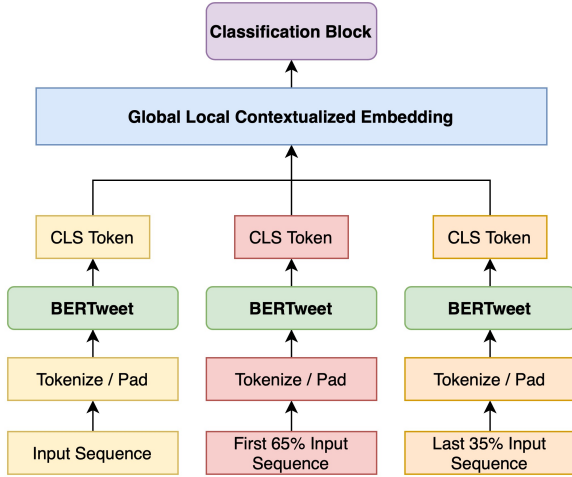 Classification Block
Global Local Contextualized Embedding
CLS Token
CLS Token
CLS Token
BERTweet
BERTweet
BERTweet
Tokenize / Pad
Tokenize / Pad
Tokenize / Pad
Input Sequence
First 65% Input
Sequence
Last 35% Input
Sequence